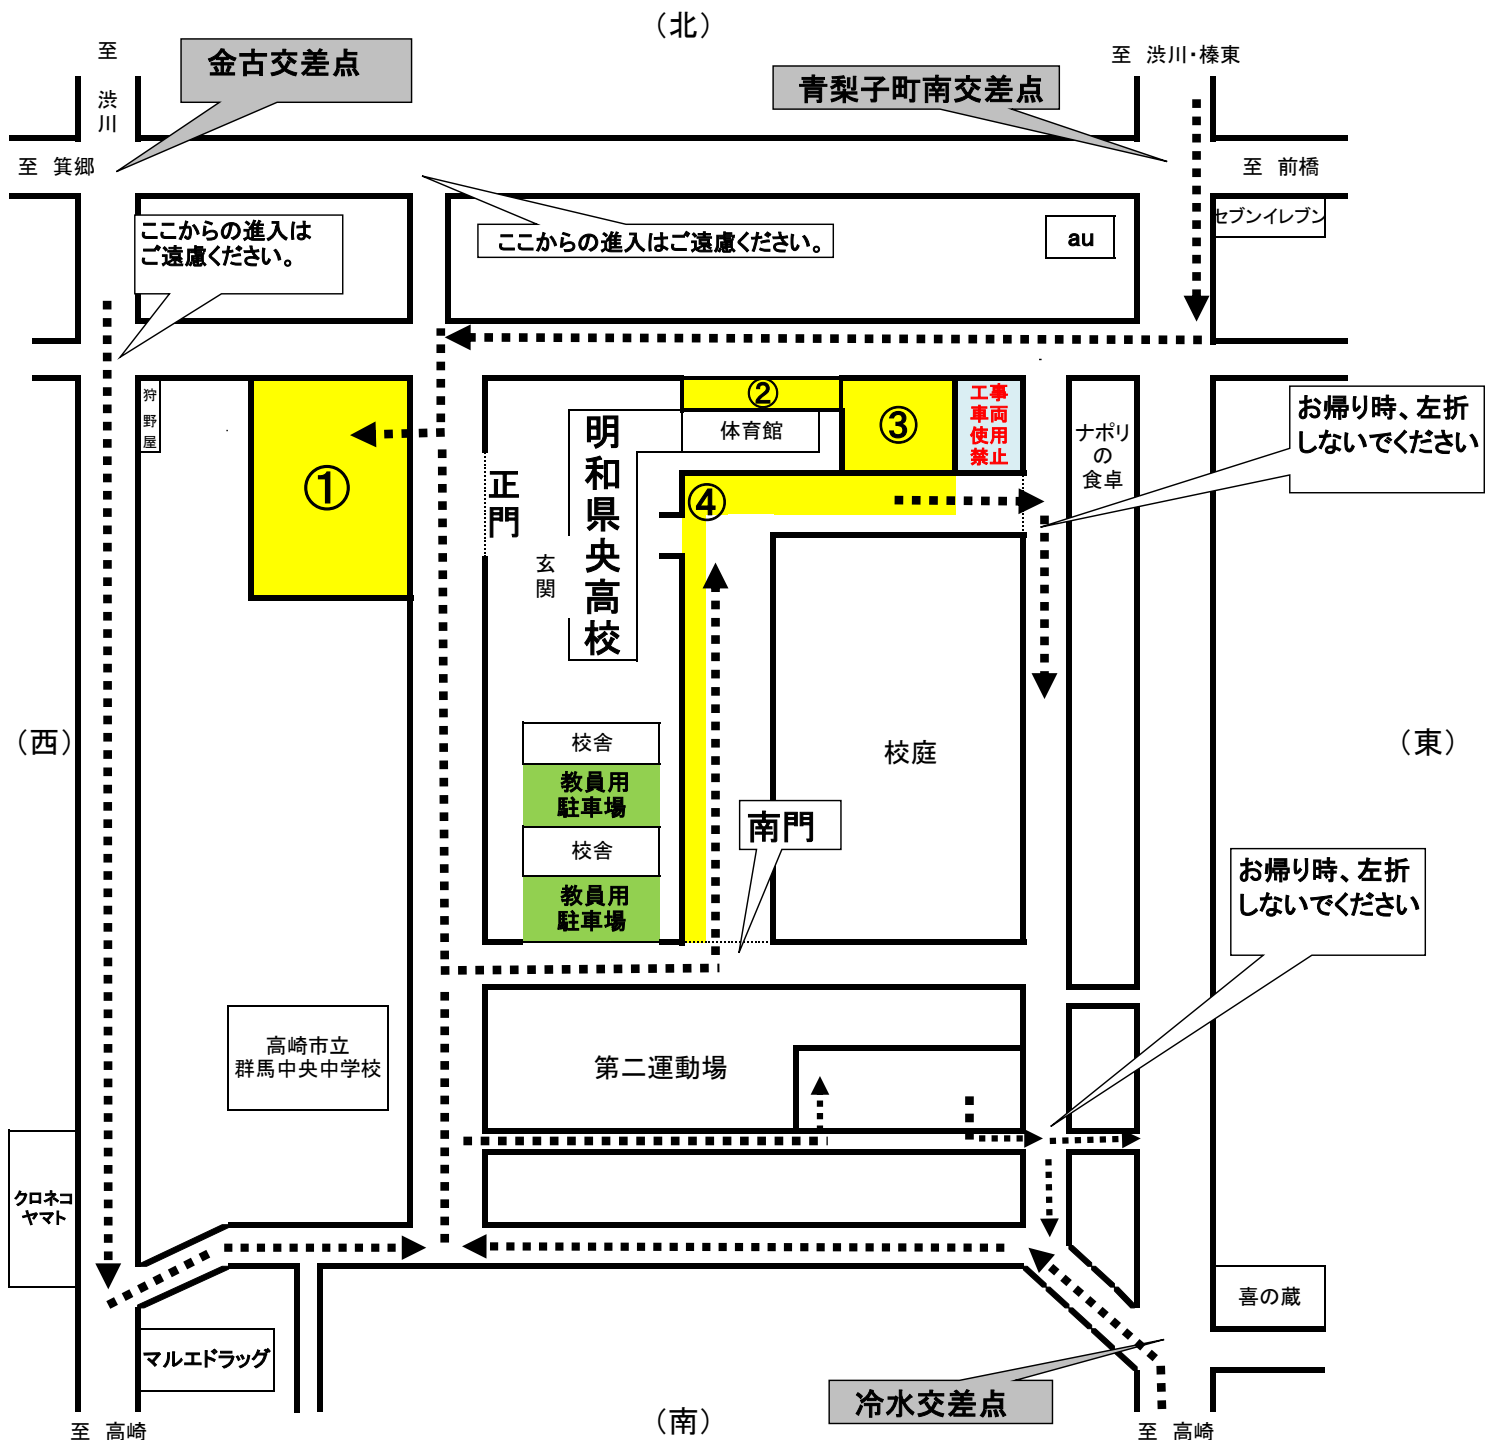 （北）
至
渋
川
金古交差点
青梨子町南交差点
至 渋川・榛東
至 箕郷
至 前橋
セブンイレブン
ここからの進入は
ご遠慮ください。
ここからの進入はご遠慮ください。
au
狩
野
屋
①
正
門
明
和
県
央
高
校
玄
関
②
体育館
③
工事
車両
使用
禁止
④
ナポリ
の
食卓
お帰り時、左折
しないでください
（西）
（東）
校舎
教員用
駐車場
校舎
教員用
駐車場
校庭
南門
お帰り時、左折
しないでください
高崎市立
群馬中央中学校
第二運動場
クロネコ
ヤマト
マルエドラッグ
喜の蔵
冷水交差点
至 高崎
（南）
至 高崎